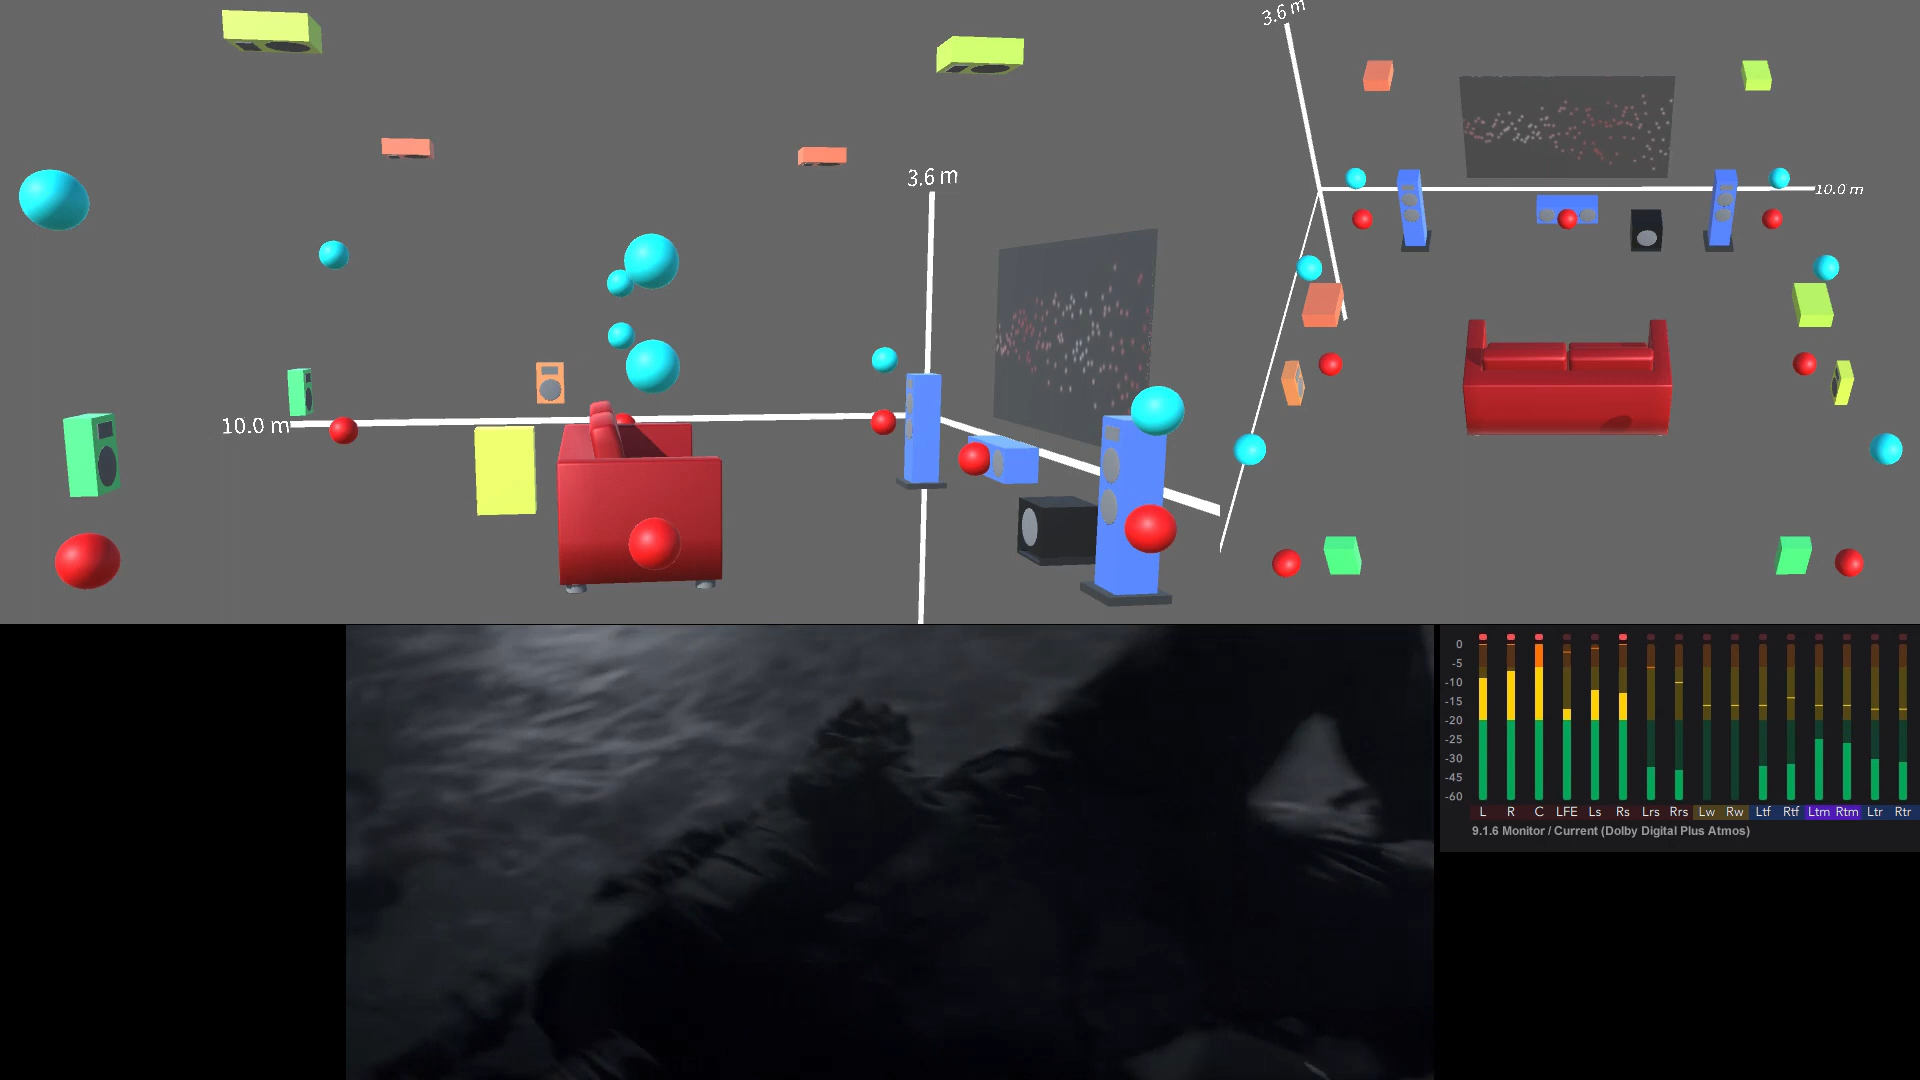 3.6 m
10.0 m
3.6 m
10.0 m
0
-5
-10
-15
-20
-25
-30
-45
-60
L R C LFE Ls Rs Lrs Rrs Lw Rw Ltf Rtf Ltm Rtm Ltr Rtr
9.1.6 Monitor / Current (Dolby Digital Plus Atmos)